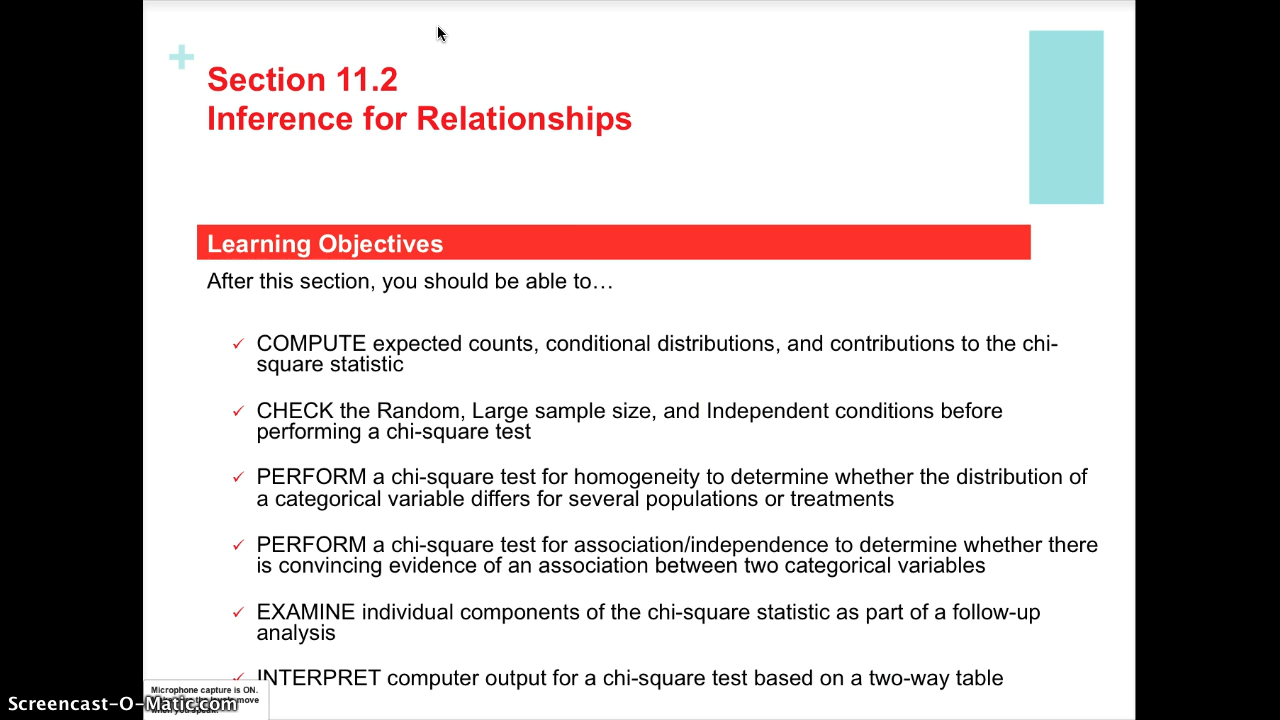 Section 11.2
Inference for Relationships
Learning Objectives
After this section, you should be able to…
✓ COMPUTE expected counts, conditional distributions, and contributions to the chi-
square statistic
✓ CHECK the Random, Large sample size, and Independent conditions before
performing a chi-square test
✓ PERFORM a chi-square test for homogeneity to determine whether the distribution of
a categorical variable differs for several populations or treatments
✓ PERFORM a chi-square test for association/independence to determine whether there
is convincing evidence of an association between two categorical variables
✓ EXAMINE individual components of the chi-square statistic as part of a follow-up
analysis
✓ INTERPRET computer output for a chi-square test based on a two-way table
Microphone capture is ON.
move
Screencast-O-Matic.com
when you speak.